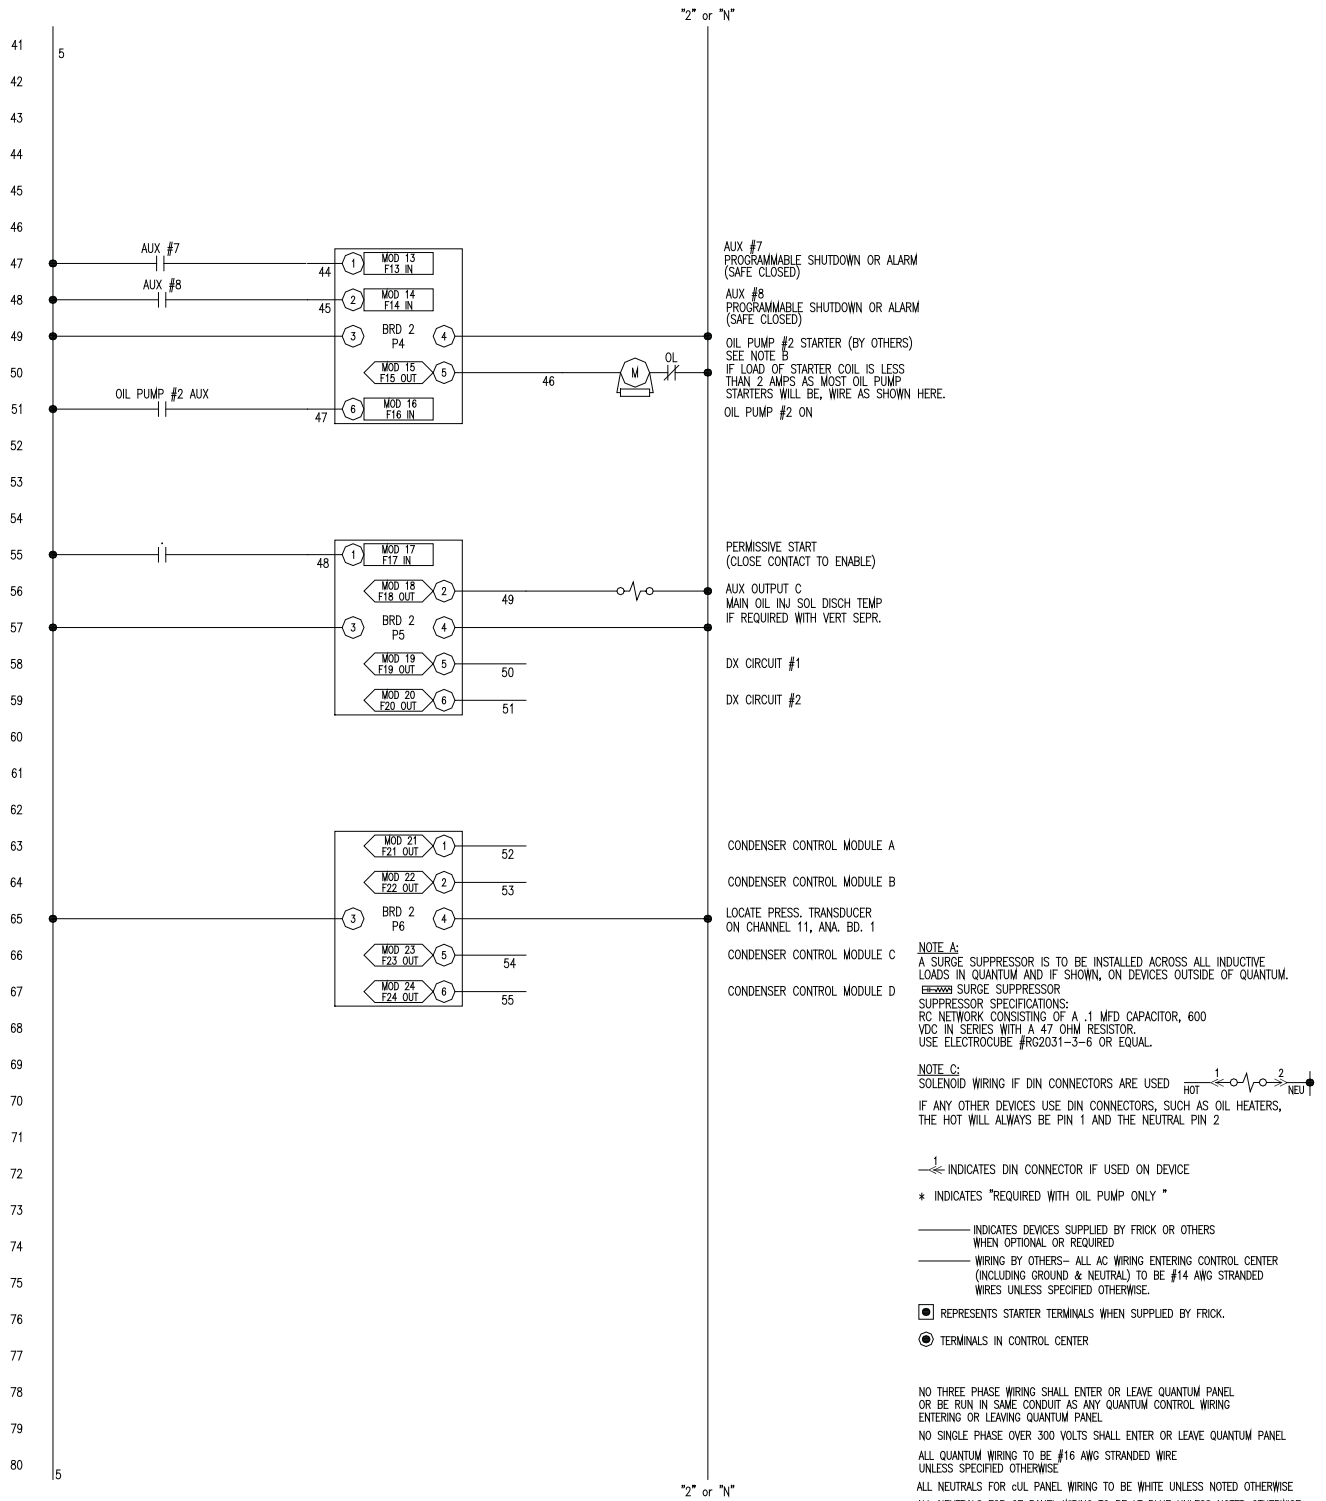 "2" or "N"
41
5
42
43
44
45
46
AUX #7
47
44
1
MOD 13
F13 IN
AUX #7
PROGRAMMABLE SHUTDOWN OR ALARM
(SAFE CLOSED)
AUX #8
48
45
2
MOD 14
F14 IN
AUX #8
PROGRAMMABLE SHUTDOWN OR ALARM
(SAFE CLOSED)
49
3
BRD 2
P4
4
OIL PUMP #2 STARTER (BY OTHERS)
SEE NOTE B
IF LOAD OF STARTER COIL IS LESS
THAN 2 AMPS AS MOST OIL PUMP
STARTERS WILL BE, WIRE AS SHOWN HERE.
50
MOD 15
F15 OUT
5
46
M
OL
OIL PUMP #2 AUX
51
47
6
MOD 16
F16 IN
OIL PUMP #2 ON
52
53
54
55
48
1
MOD 17
F17 IN
PERMISSIVE START
(CLOSE CONTACT TO ENABLE)
56
MOD 18
F18 OUT
2
49
AUX OUTPUT C
MAIN OIL INJ SOL DISCH TEMP
IF REQUIRED WITH VERT SEPR.
57
3
BRD 2
P5
4
58
MOD 19
F19 OUT
5
50
DX CIRCUIT #1
59
MOD 20
F20 OUT
6
51
DX CIRCUIT #2
60
61
62
63
MOD 21
F21 OUT
1
52
CONDENSER CONTROL MODULE A
64
MOD 22
F22 OUT
2
53
CONDENSER CONTROL MODULE B
65
3
BRD 2
P6
4
LOCATE PRESS. TRANSDUCER
ON CHANNEL 11, ANA. BD. 1
66
MOD 23
F23 OUT
5
54
CONDENSER CONTROL MODULE C
67
MOD 24
F24 OUT
6
55
CONDENSER CONTROL MODULE D
68
69
70
71
72
73
74
75
76
77
78
79
80
5
"2" or "N"
NOTE A:
A SURGE SUPPRESSOR IS TO BE INSTALLED ACROSS ALL INDUCTIVE
LOADS IN QUANTUM AND IF SHOWN, ON DEVICES OUTSIDE OF QUANTUM.
SURGE SUPPRESSOR
SUPPRESSOR SPECIFICATIONS:
RC NETWORK CONSISTING OF A .1 MFD CAPACITOR, 600
VDC IN SERIES WITH A 47 OHM RESISTOR.
USE ELECTROCUBE #RG2031-3-6 OR EQUAL.
NOTE C:
SOLENOID WIRING IF DIN CONNECTORS ARE USED
HOT 1 2 NEU
IF ANY OTHER DEVICES USE DIN CONNECTORS, SUCH AS OIL HEATERS,
THE HOT WILL ALWAYS BE PIN 1 AND THE NEUTRAL PIN 2
1
INDICATES DIN CONNECTOR IF USED ON DEVICE
* INDICATES "REQUIRED WITH OIL PUMP ONLY "
INDICATES DEVICES SUPPLIED BY FRICK OR OTHERS
WHEN OPTIONAL OR REQUIRED
WIRING BY OTHERS- ALL AC WIRING ENTERING CONTROL CENTER
(INCLUDING GROUND & NEUTRAL) TO BE #14 AWG STRANDED
WIRES UNLESS SPECIFIED OTHERWISE.
REPRESENTS STARTER TERMINALS WHEN SUPPLIED BY FRICK.
TERMINALS IN CONTROL CENTER
NO THREE PHASE WIRING SHALL ENTER OR LEAVE QUANTUM PANEL
OR BE RUN IN SAME CONDUIT AS ANY QUANTUM CONTROL WIRING
ENTERING OR LEAVING QUANTUM PANEL
NO SINGLE PHASE OVER 300 VOLTS SHALL ENTER OR LEAVE QUANTUM PANEL
ALL QUANTUM WIRING TO BE #16 AWG STRANDED WIRE
UNLESS SPECIFIED OTHERWISE
ALL NEUTRALS FOR cUL PANEL WIRING TO BE WHITE UNLESS NOTED OTHERWISE